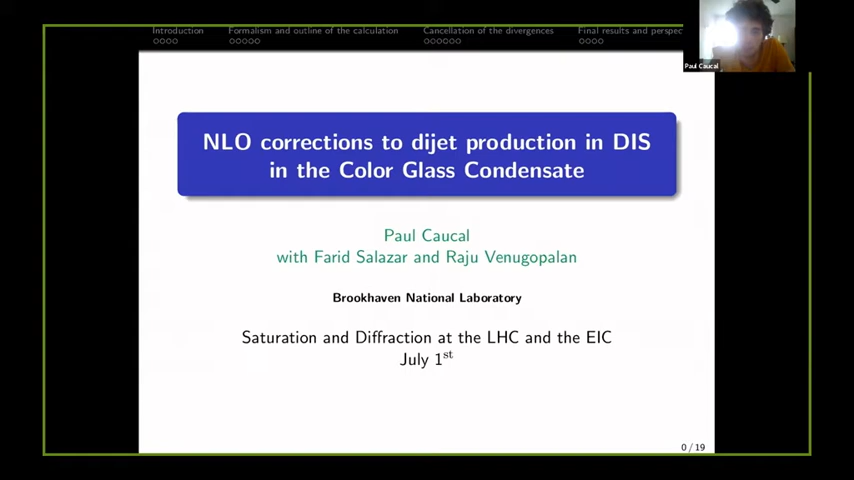 Introduction Formalism and outline of the calculation Cancellation of the divergences Final results and perspec
Paul Caucal
NLO corrections to dijet production in DIS
in the Color Glass Condensate
Paul Caucal
with Farid Salazar and Raju Venugopalan
Brookhaven National Laboratory
Saturation and Diffraction at the LHC and the EIC
July 1st
0 / 19